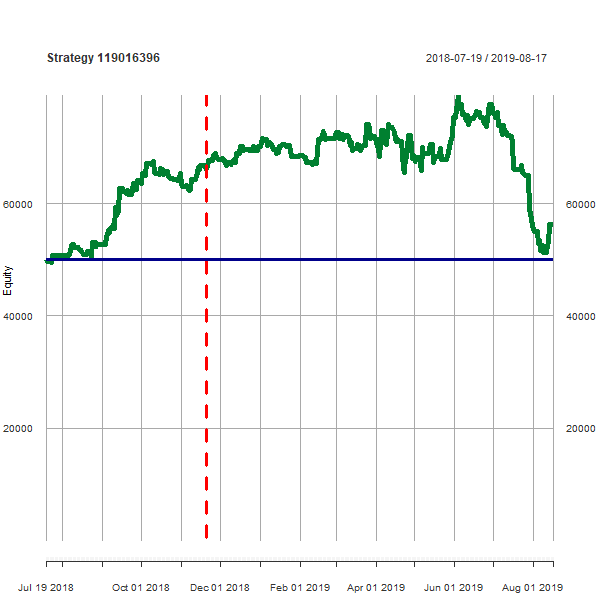 Strategy 119016396
2018-07-19 / 2019-08-17
60000
60000
Equity
40000
40000
20000
20000
Jul 19 2018
Oct 01 2018
Dec 01 2018
Feb 01 2019
Apr 01 2019
Jun 01 2019
Aug 01 2019